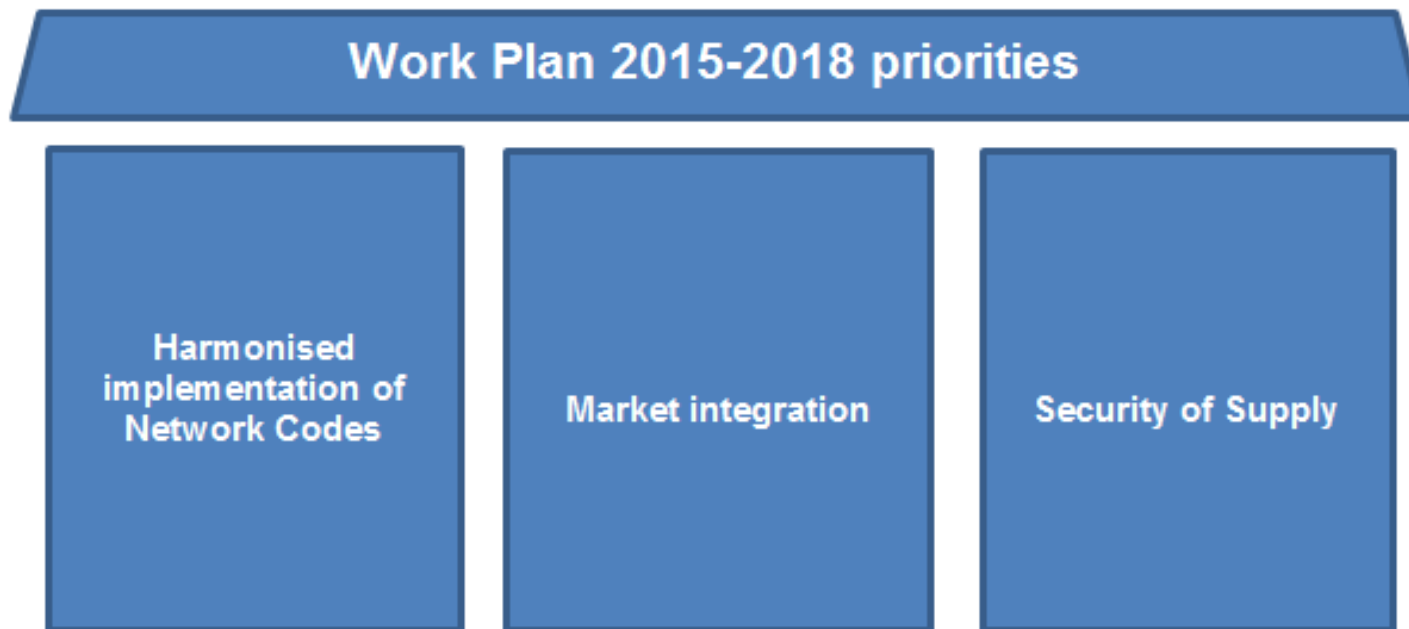 Work Plan 2015-2018 priorities
Harmonised
implementation of
Network Codes
Market integration
Security of Supply